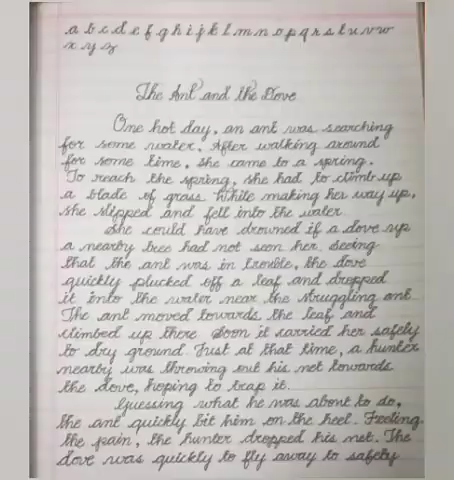 a b c d e f g h i j k l m n o p q r s t u v w
x y z
The Ant and the Dove
One hot day, an ant was searching
for some water. After walking around
for some time, she came to a spring.
To reach the spring, she had to climb up
a blade of grass. While making her way up,
she slipped and fell into the water.
She could have drowned if a dove up
a nearby tree had not seen her. Seeing
that the ant was in trouble, the dove
quickly plucked off a leaf and dropped
it into the water near the struggling ant.
The ant moved towards the leaf and
climbed up there. Soon it carried her safely
to dry ground. Just at that time, a hunter
nearby was throwing out his net towards
the dove, hoping to trap it.
Guessing what he was about to do,
the ant quickly bit him on the heel. Feeling
the pain, the hunter dropped his net. The
dove was quickly to fly away to safely